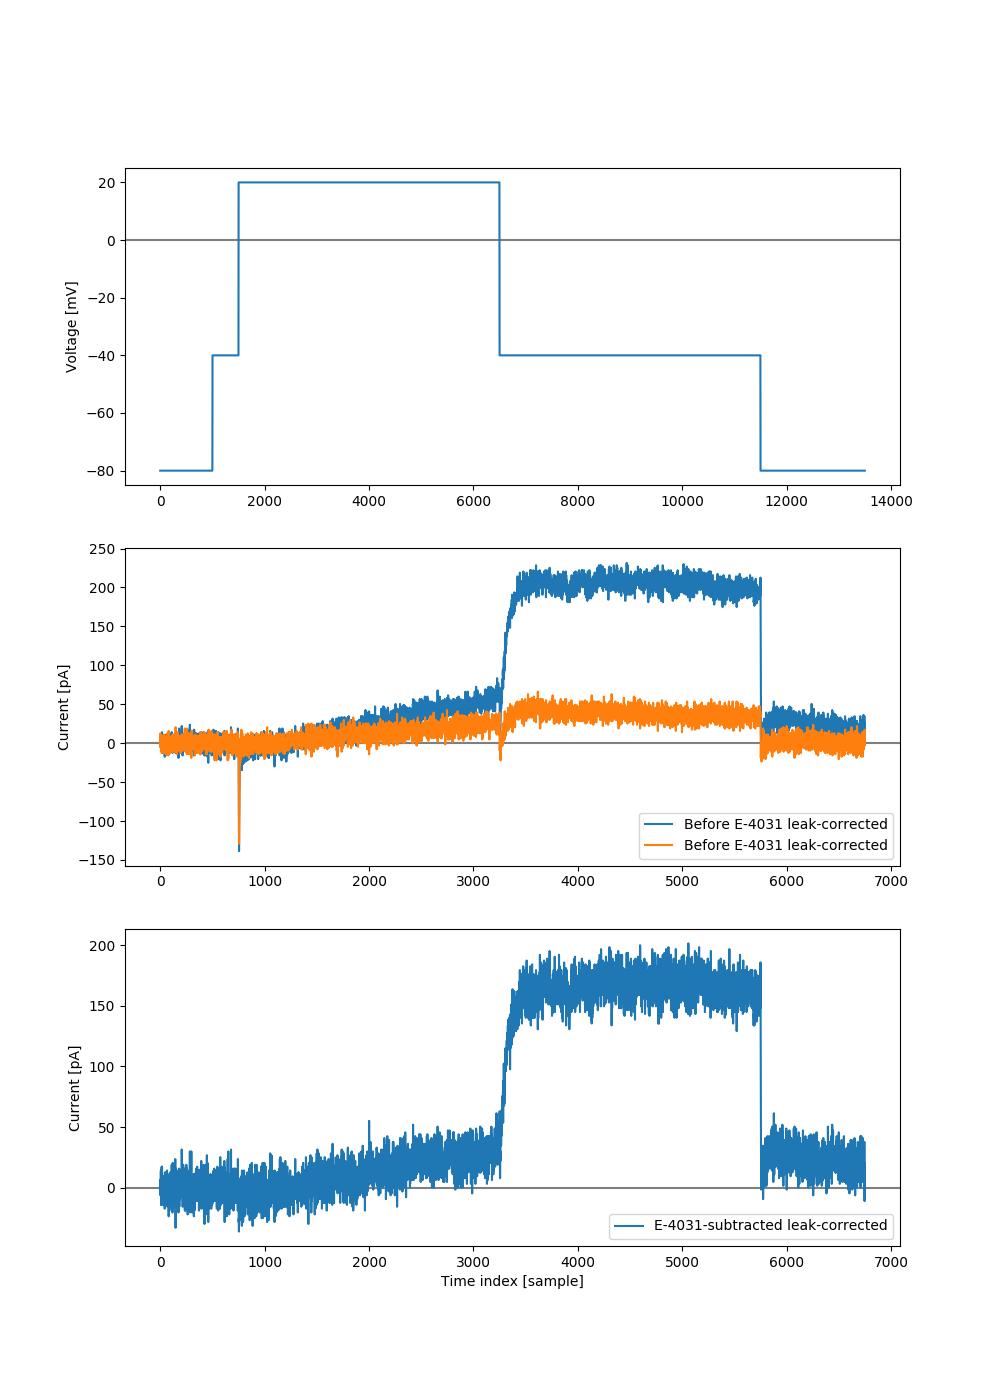 20
0
−20
−40
−60
−80
Voltage [mV]
0 2000 4000 6000 8000 10000 12000 14000
250
200
150
100
50
0
−50
−100
−150
Current [pA]
Before E-4031 leak-corrected
Before E-4031 leak-corrected
0 1000 2000 3000 4000 5000 6000 7000
200
150
100
50
0
Current [pA]
E-4031-subtracted leak-corrected
0 1000 2000 3000 4000 5000 6000 7000
Time index [sample]